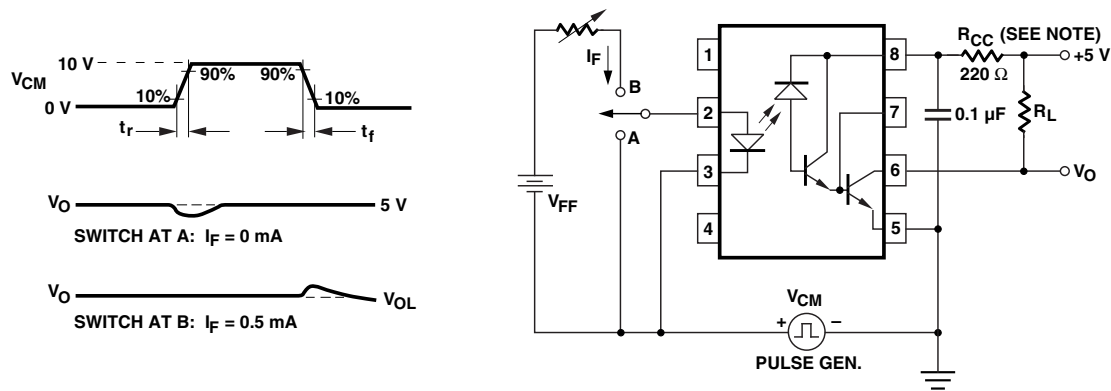 10 V
V_CM
90%
90%
10%
10%
0 V
t_r
t_f
V_O
5 V
SWITCH AT A: I_F = 0 mA
V_O
V_OL
SWITCH AT B: I_F = 0.5 mA
I_F
B
A
V_FF
1
2
3
4
8
7
6
5
R_CC (SEE NOTE)
220 Ω
+5 V
0.1 µF
R_L
V_O
V_CM
+
–
PULSE GEN.